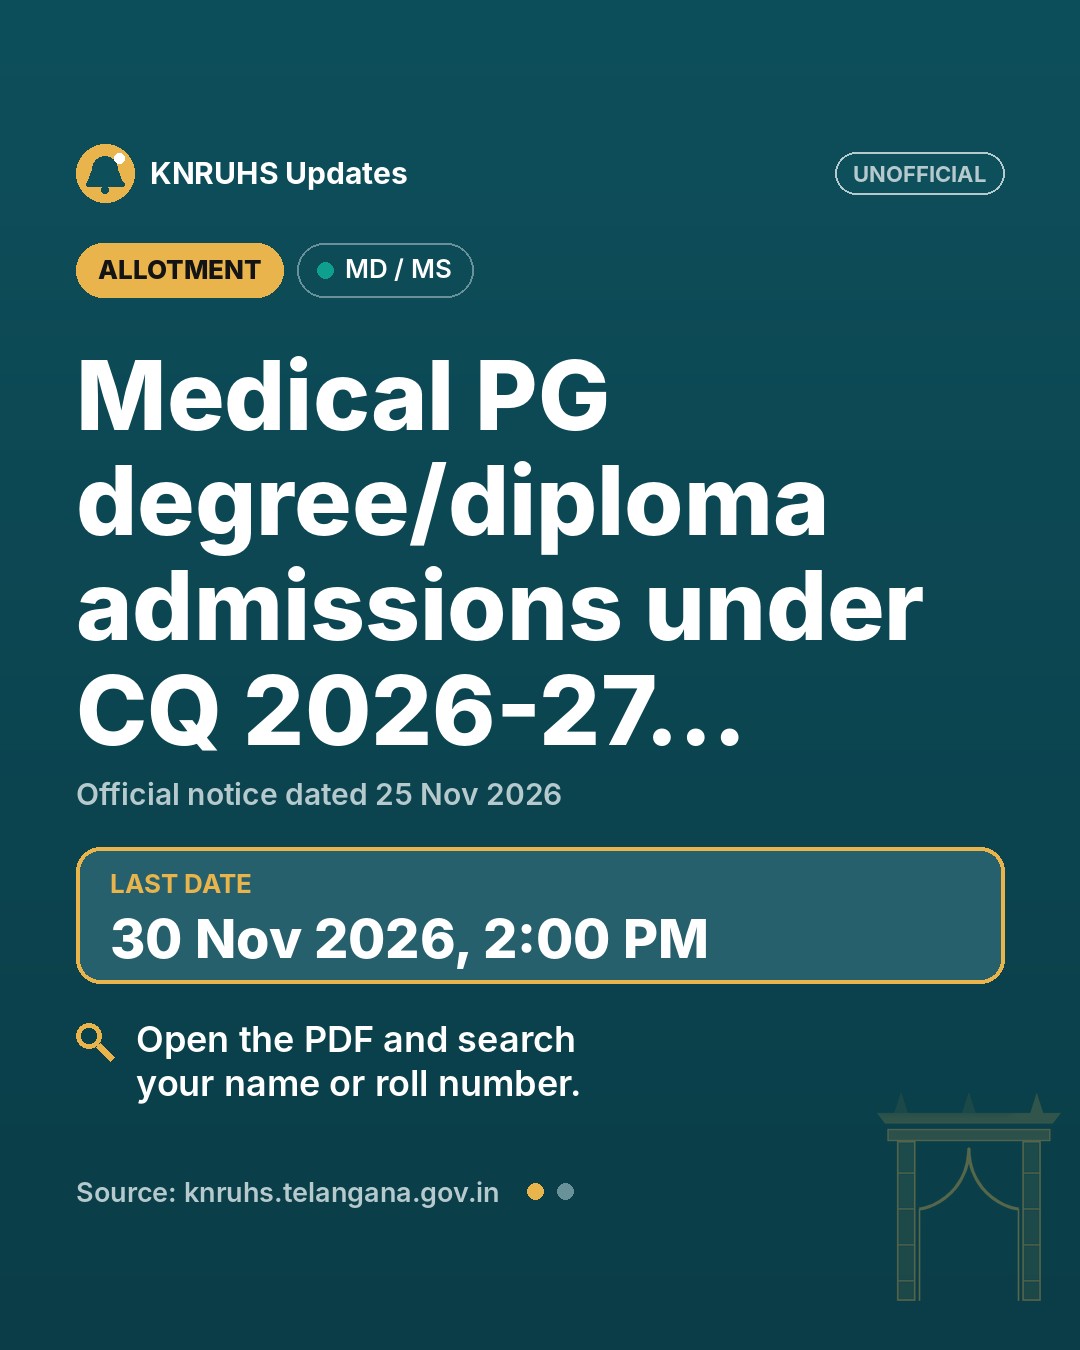 KNRUHS Updates
UNOFFICIAL
ALLOTMENT
MD / MS
Medical PG
degree/diploma
admissions under
CQ 2026-27...
Official notice dated 25 Nov 2026
LAST DATE
30 Nov 2026, 2:00 PM
Open the PDF and search
your name or roll number.
Source: knruhs.telangana.gov.in